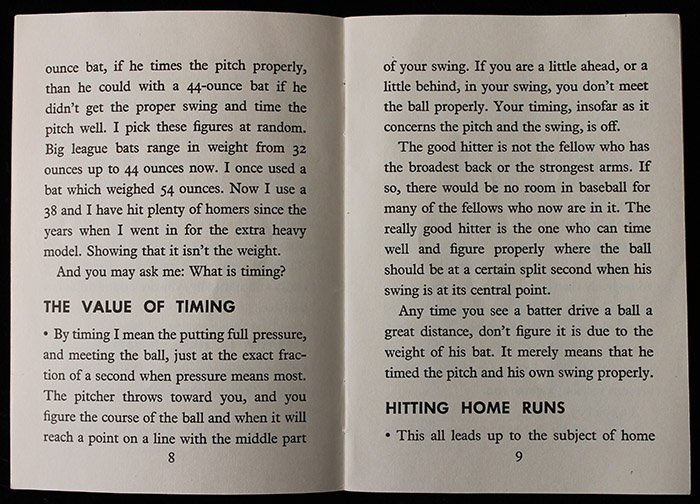 ounce bat, if he times the pitch properly,
than he could with a 44-ounce bat if he
didn't get the proper swing and time the
pitch well. I pick these figures at random.
Big league bats range in weight from 32
ounces up to 44 ounces now. I once used a
bat which weighed 54 ounces. Now I use a
38 and I have hit plenty of homers since the
years when I went in for the extra heavy
model. Showing that it isn't the weight.
And you may ask me: What is timing?
THE VALUE OF TIMING
• By timing I mean the putting full pressure,
and meeting the ball, just at the exact frac-
tion of a second when pressure means most.
The pitcher throws toward you, and you
figure the course of the ball and when it will
reach a point on a line with the middle part
8
of your swing. If you are a little ahead, or a
little behind, in your swing, you don't meet
the ball properly. Your timing, insofar as it
concerns the pitch and the swing, is off.
The good hitter is not the fellow who has
the broadest back or the strongest arms. If
so, there would be no room in baseball for
many of the fellows who now are in it. The
really good hitter is the one who can time
well and figure properly where the ball
should be at a certain split second when his
swing is at its central point.
Any time you see a batter drive a ball a
great distance, don't figure it is due to the
weight of his bat. It merely means that he
timed the pitch and his own swing properly.
HITTING HOME RUNS
• This all leads up to the subject of home
9